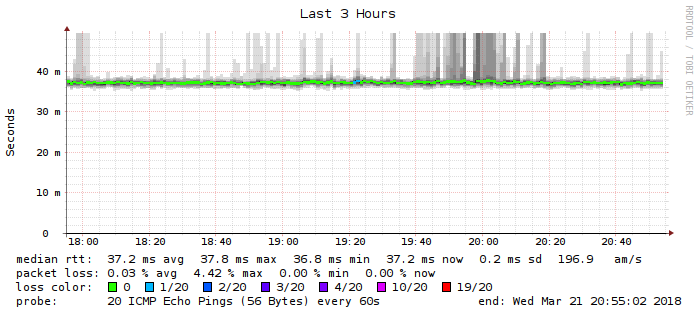 Last 3 Hours
RRDTOOL / TOBI OETIKER
Seconds
40 m
30 m
20 m
10 m
0
18:00 18:20 18:40 19:00 19:20 19:40 20:00 20:20 20:40
median rtt: 37.2 ms avg 37.8 ms max 36.8 ms min 37.2 ms now 0.2 ms sd 196.9 am/s
packet loss: 0.03 % avg 4.42 % max 0.00 % min 0.00 % now
loss color: 0 1/20 2/20 3/20 4/20 10/20 19/20
probe: 20 ICMP Echo Pings (56 Bytes) every 60s end: Wed Mar 21 20:55:02 2018